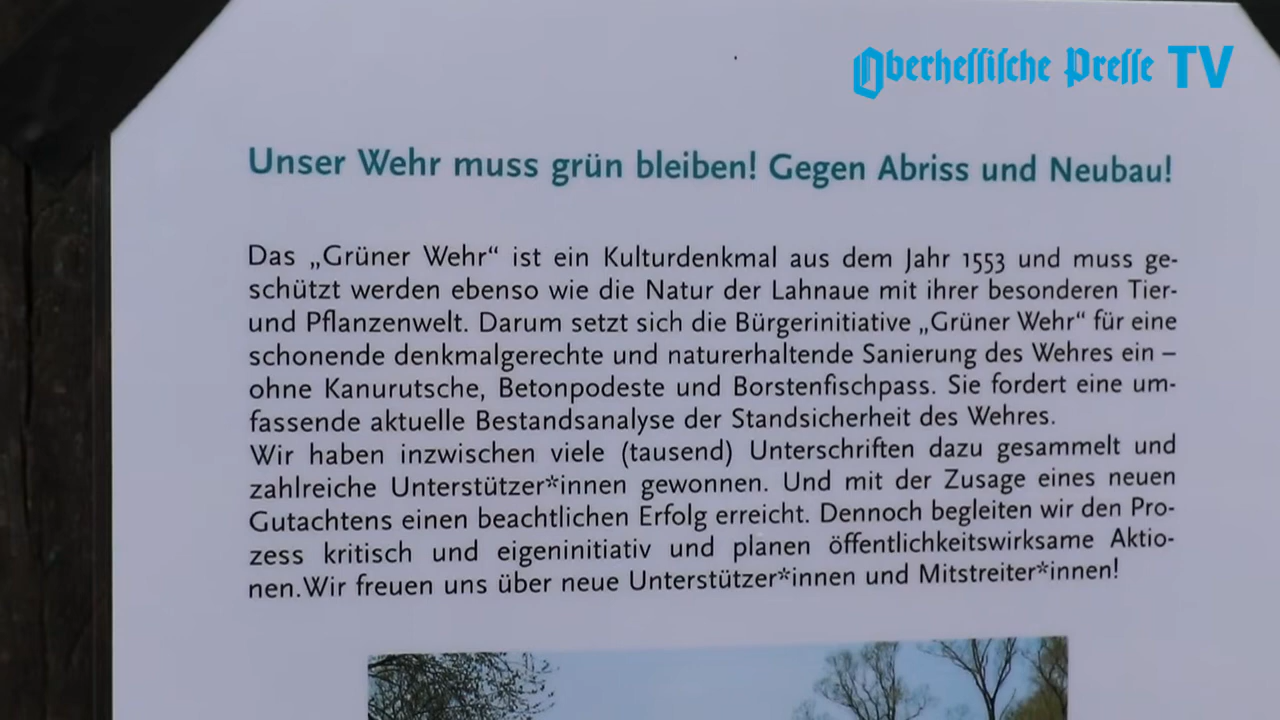 Oberhessische Presse TV
Unser Wehr muss grün bleiben! Gegen Abriss und Neubau!
Das „Grüner Wehr“ ist ein Kulturdenkmal aus dem Jahr 1553 und muss ge-
schützt werden ebenso wie die Natur der Lahnaue mit ihrer besonderen Tier-
und Pflanzenwelt. Darum setzt sich die Bürgerinitiative „Grüner Wehr“ für eine
schonende denkmalgerechte und naturerhaltende Sanierung des Wehres ein –
ohne Kanurutsche, Betonpodeste und Borstenfischpass. Sie fordert eine um-
fassende aktuelle Bestandsanalyse der Standsicherheit des Wehres.
Wir haben inzwischen viele (tausend) Unterschriften dazu gesammelt und
zahlreiche Unterstützer*innen gewonnen. Und mit der Zusage eines neuen
Gutachtens einen beachtlichen Erfolg erreicht. Dennoch begleiten wir den Pro-
zess kritisch und eigeninitiativ und planen öffentlichkeitswirksame Aktio-
nen.Wir freuen uns über neue Unterstützer*innen und Mitstreiter*innen!